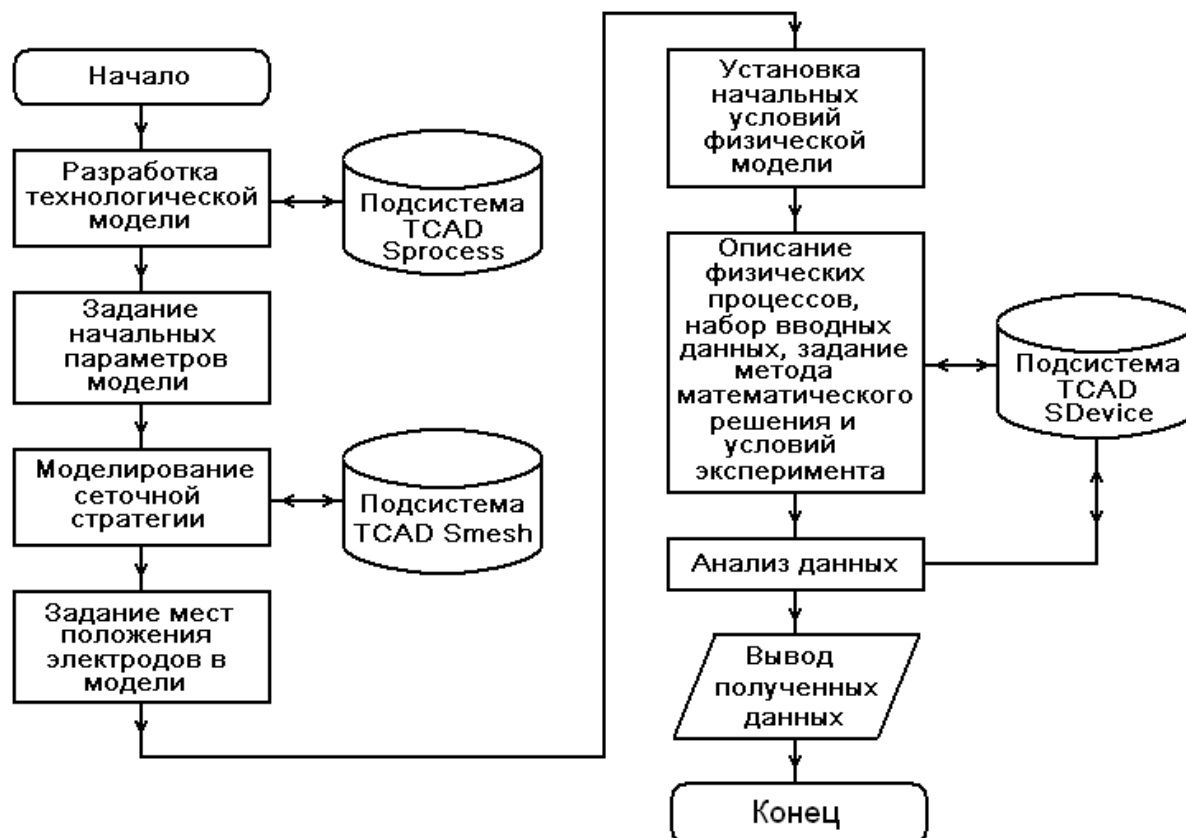 Начало
Разработка
технологической
модели
Подсистема
TCAD
Sprocess
Задание
начальных
параметров
модели
Моделирование
сеточной
стратегии
Подсистема
TCAD Smesh
Задание мест
положения
электродов в
модели
Установка
начальных
условий
физической
модели
Описание
физических
процессов,
набор вводных
данных, задание
метода
математического
решения и
условий
эксперимента
Подсистема
TCAD
SDevice
Анализ данных
Вывод
полученных
данных
Конец